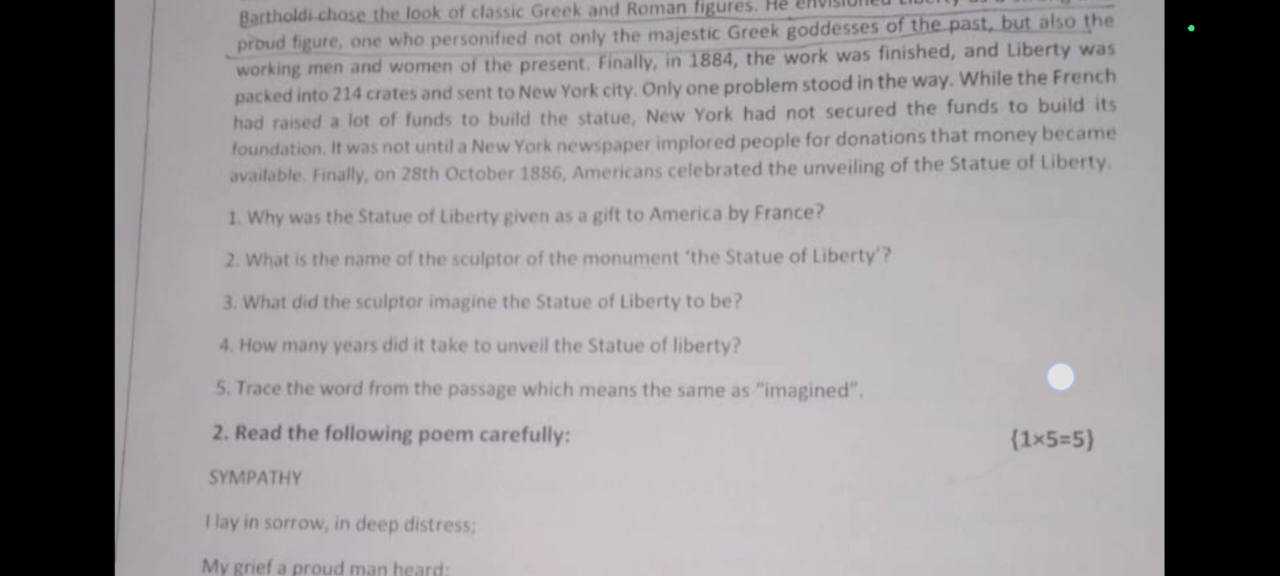 Bartholdi chose the look of classic Greek and Roman figures. He envisioned Liberty as a strong
proud figure, one who personified not only the majestic Greek goddesses of the past, but also the
working men and women of the present. Finally, in 1884, the work was finished, and Liberty was
packed into 214 crates and sent to New York city. Only one problem stood in the way. While the French
had raised a lot of funds to build the statue, New York had not secured the funds to build its
foundation. It was not until a New York newspaper implored people for donations that money became
available. Finally, on 28th October 1886, Americans celebrated the unveiling of the Statue of Liberty.
1. Why was the Statue of Liberty given as a gift to America by France?
2. What is the name of the sculptor of the monument 'the Statue of Liberty'?
3. What did the sculptor imagine the Statue of Liberty to be?
4. How many years did it take to unveil the Statue of liberty?
5. Trace the word from the passage which means the same as "imagined".
2. Read the following poem carefully: {1×5=5}
SYMPATHY
I lay in sorrow, in deep distress;
My grief a proud man heard;